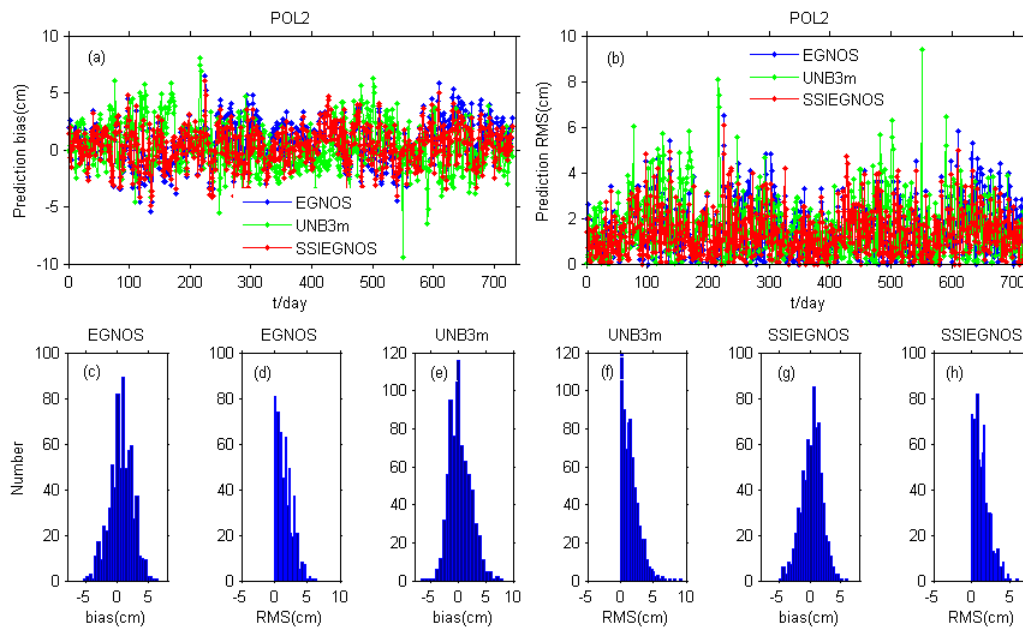 POL2
10
5
0
-5
-10
Prediction bias(cm)
(a)
EGNOS
UNB3m
SSIEGNOS
0 100 200 300 400 500 600 700
t/day
POL2
10
8
6
4
2
0
Prediction RMS(cm)
(b)
EGNOS
UNB3m
SSIEGNOS
0 100 200 300 400 500 600 700
t/day
EGNOS
100
80
60
40
20
0
Number
(c)
-5 0 5
bias(cm)
EGNOS
100
80
60
40
20
0
(d)
-5 0 5 10
RMS(cm)
UNB3m
120
100
80
60
40
20
0
(e)
-10 0 10
bias(cm)
UNB3m
120
100
80
60
40
20
0
(f)
-5 0 5 10
RMS(cm)
SSIEGNOS
100
80
60
40
20
0
(g)
-5 0 5
bias(cm)
SSIEGNOS
100
80
60
40
20
0
(h)
-5 0 5
RMS(cm)